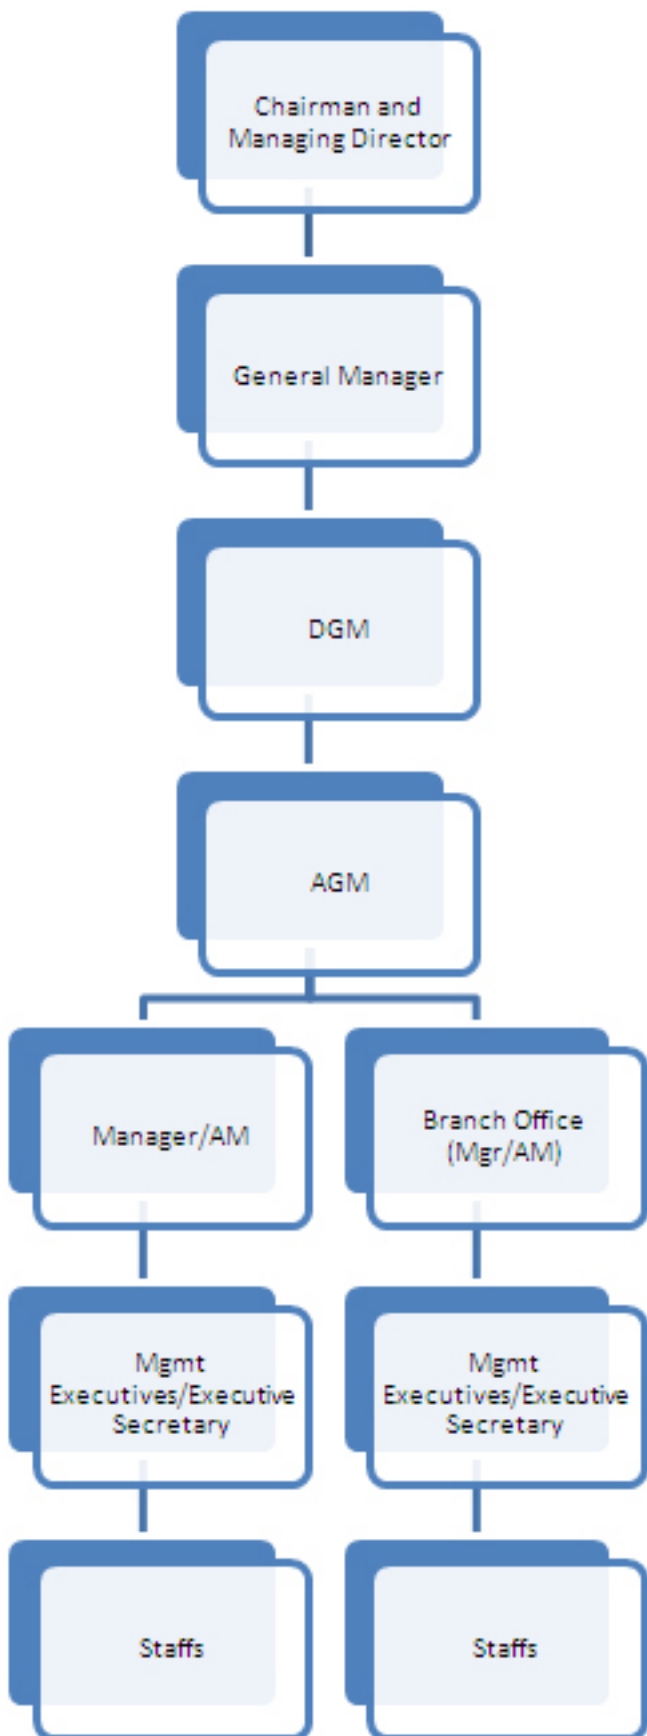 Chairman and
Managing Director
General Manager
DGM
AGM
Manager/AM
Branch Office
(Mgr/AM)
Mgmt
Executives/Executive
Secretary
Mgmt
Executives/Executive
Secretary
Staffs
Staffs